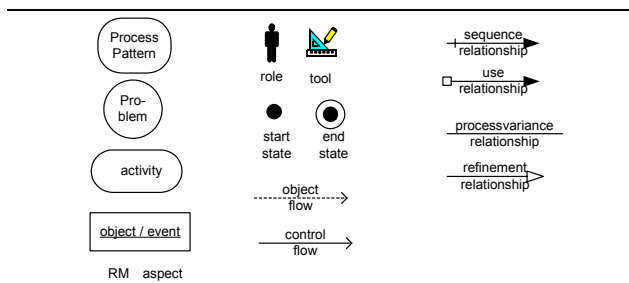 Process
Pattern
Pro-
blem
activity
object / event
RM aspect
role tool
start end
state state
object
flow
control
flow
sequence
relationship
use
relationship
processvariance
relationship
refinement
relationship